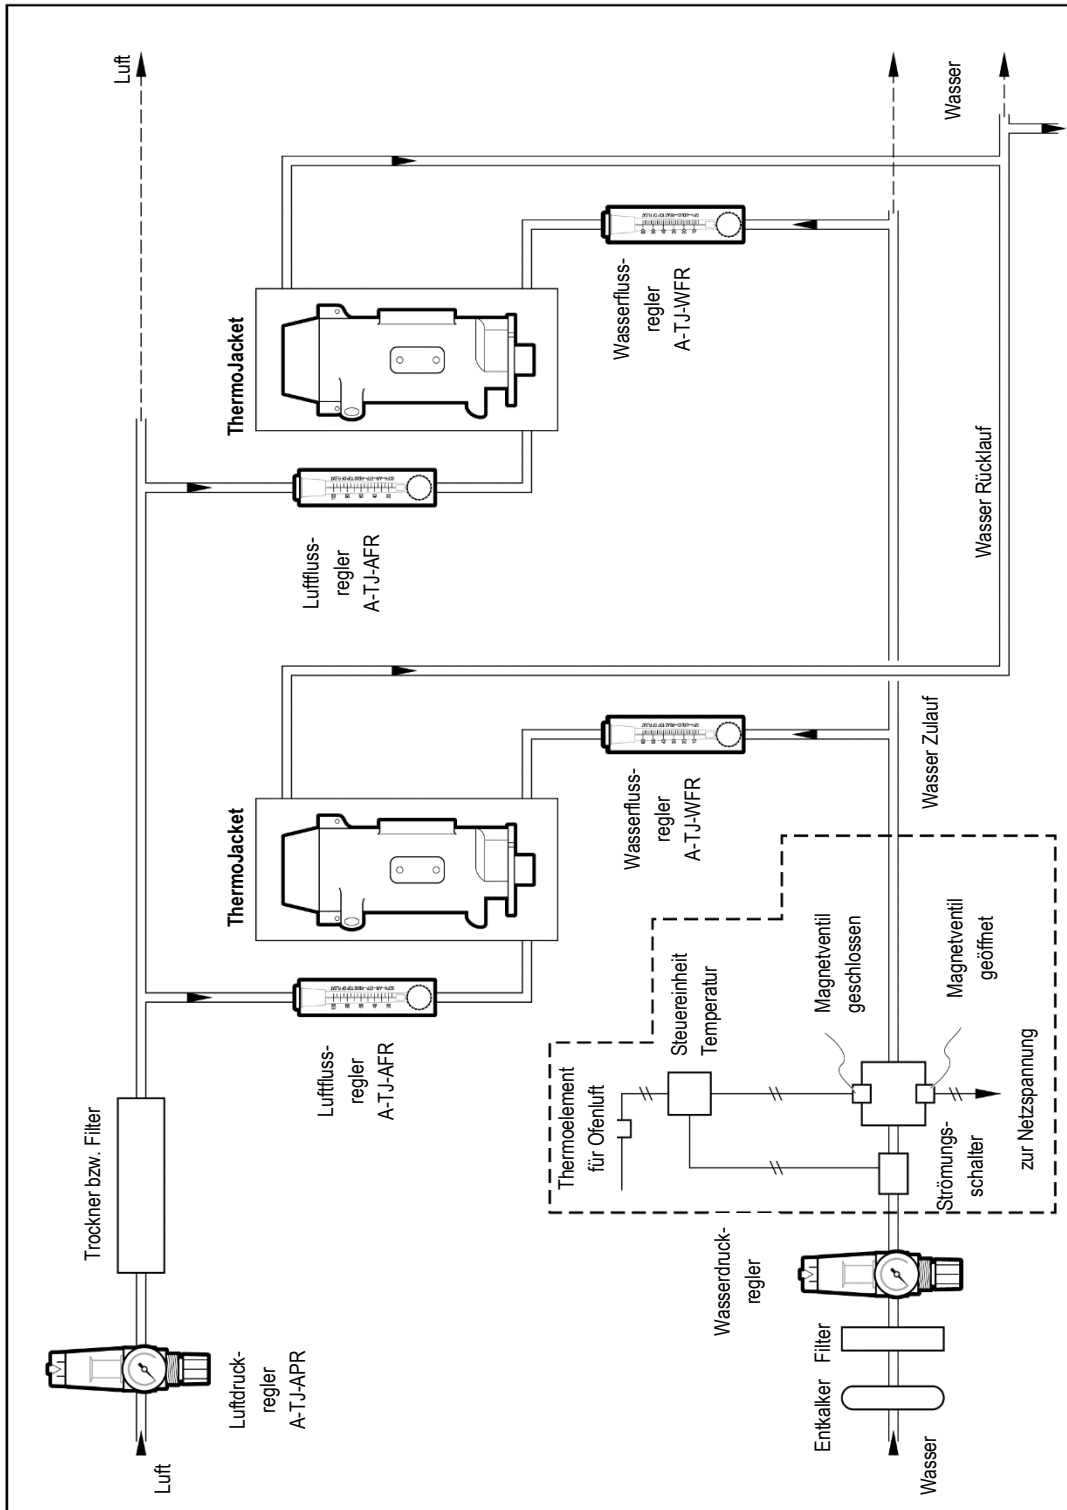 Luft
Luftdruck-
regler
A-TJ-APR
Trockner bzw. Filter
Luft
Luftfluss-
regler
A-TJ-AFR
ThermoJacket
Luftfluss-
regler
A-TJ-AFR
ThermoJacket
Wasserfluss-
regler
A-TJ-WFR
Wasserfluss-
regler
A-TJ-WFR
Thermoelement
für Ofenluft
Steuereinheit
Temperatur
Wasserdruck-
regler
Magnetventil
geschlossen
Entkalker
Filter
Wasser
Strömungs-
schalter
Magnetventil
geöffnet
zur Netzspannung
Wasser Zulauf
Wasser Rücklauf
Wasser